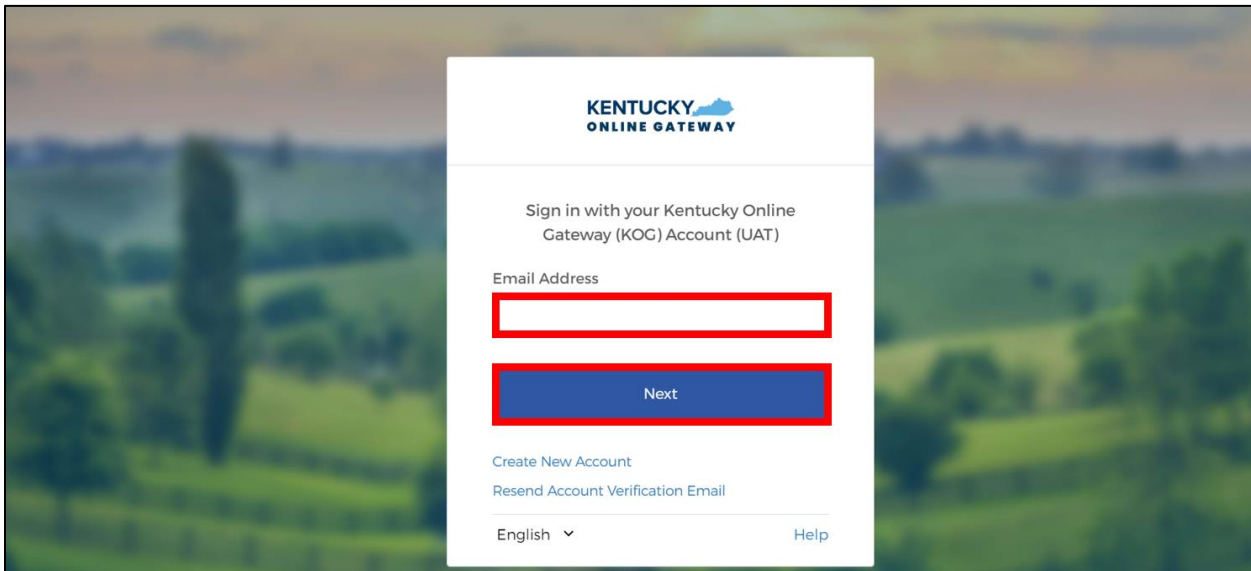 KENTUCKY
ONLINE GATEWAY
Sign in with your Kentucky Online
Gateway (KOG) Account (UAT)
Email Address
Next
Create New Account
Resend Account Verification Email
English
Help